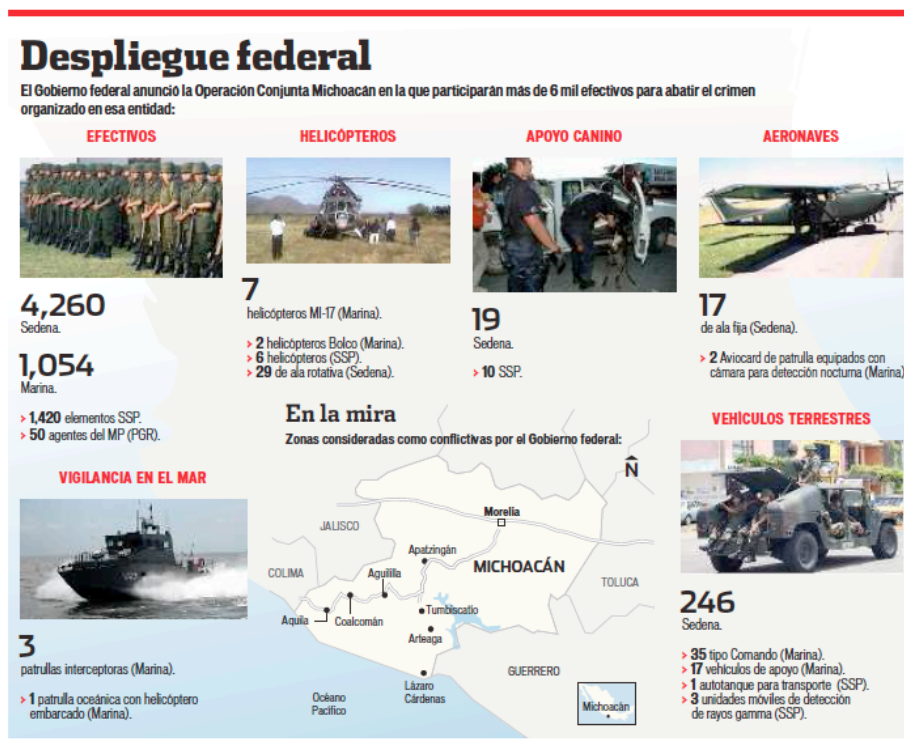 Despliegue federal
El Gobierno federal anunció la Operación Conjunta Michoacán en la que participarán más de 6 mil efectivos para abatir el crimen
organizado en esa entidad:
EFECTIVOS
4,260
Sedena.
1,054
Marina.
> 1,420 elementos SSP.
> 50 agentes del MP (PGR).
HELICÓPTEROS
7
helicópteros MI-17 (Marina).
> 2 helicópteros Bolco (Marina).
> 6 helicópteros (SSP).
> 29 de ala rotativa (Sedena).
APOYO CANINO
19
Sedena.
> 10 SSP.
AERONAVES
17
de ala fija (Sedena).
> 2 Aviocard de patrulla equipados con
cámara para detección nocturna (Marina)
VIGILANCIA EN EL MAR
3
patrullas interceptoras (Marina).
> 1 patrulla oceánica con helicóptero
embarcado (Marina).
En la mira
Zonas consideradas como conflictivas por el Gobierno federal:
N
Morelia
JALISCO
Apatzingán
MICHOACÁN
COLIMA
Aguililla
TOLUCA
Aquila
Coalcomán
Tumbiscatio
Arteaga
GUERRERO
Lázaro
Cárdenas
Océano
Pacífico
Michoacán
VEHÍCULOS TERRESTRES
246
Sedena.
> 35 tipo Comando (Marina).
> 17 vehículos de apoyo (Marina).
> 1 autotanque para transporte (SSP).
> 3 unidades móviles de detección
de rayos gamma (SSP).